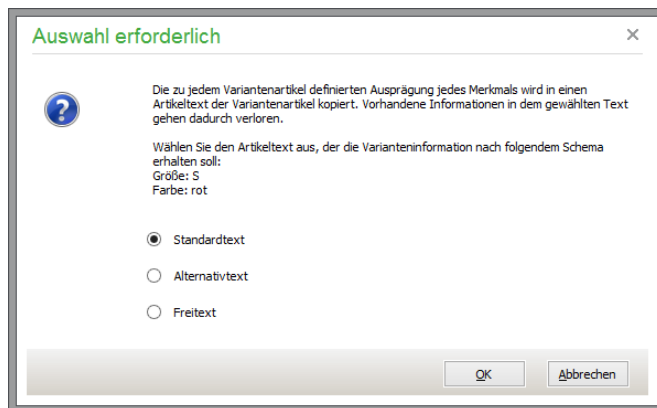 Auswahl erforderlich
Die zu jedem Variantenartikel definierten Ausprägung jedes Merkmals wird in einen
Artikeltext der Variantenartikel kopiert. Vorhandene Informationen in dem gewählten Text
gehen dadurch verloren.
Wählen Sie den Artikeltext aus, der die Varianteninformation nach folgendem Schema
erhalten soll:
Größe: S
Farbe: rot
Standardtext
Alternativtext
Freitext
OK
Abbrechen